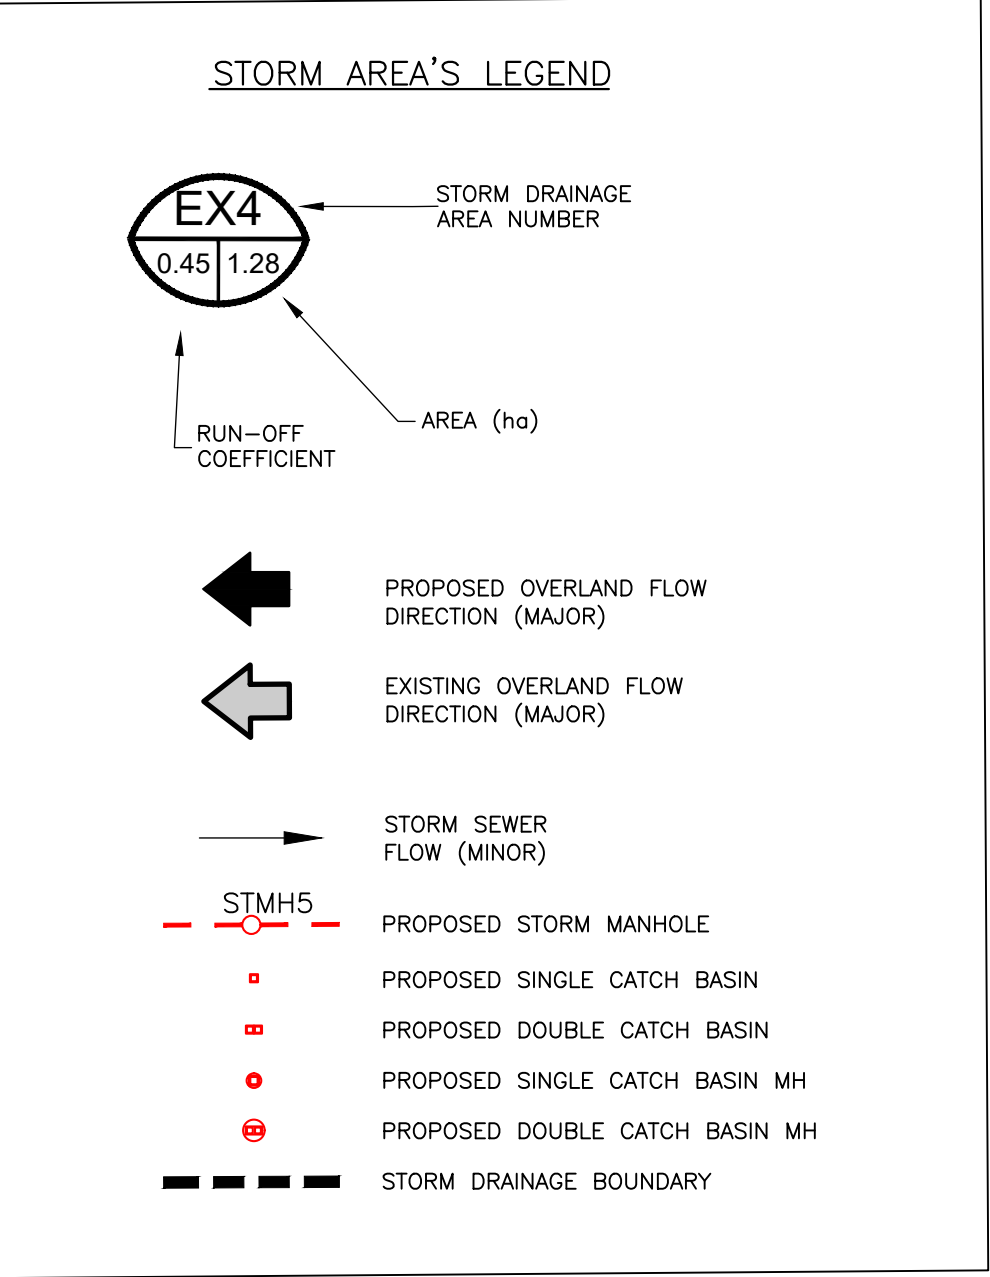 STORM AREA'S LEGEND
EX4
0.45 1.28
STORM DRAINAGE
AREA NUMBER
AREA (ha)
RUN-OFF
COEFFICIENT
PROPOSED OVERLAND FLOW
DIRECTION (MAJOR)
EXISTING OVERLAND FLOW
DIRECTION (MAJOR)
STORM SEWER
FLOW (MINOR)
STMH5
PROPOSED STORM MANHOLE
PROPOSED SINGLE CATCH BASIN
PROPOSED DOUBLE CATCH BASIN
PROPOSED SINGLE CATCH BASIN MH
PROPOSED DOUBLE CATCH BASIN MH
STORM DRAINAGE BOUNDARY